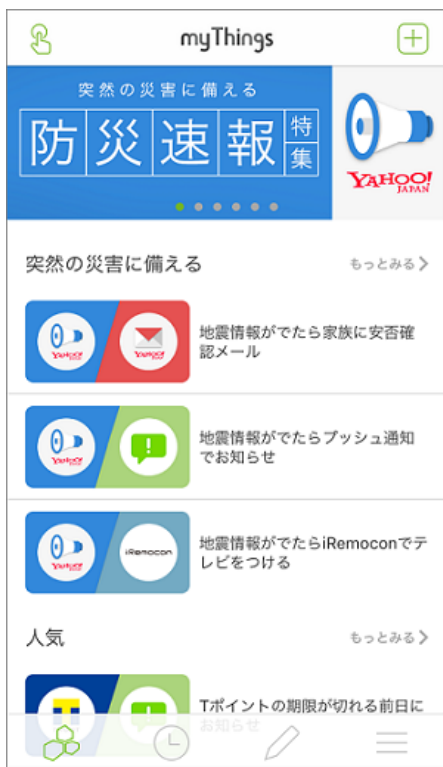 myThings
突然の災害に備える
防災速報特集
YAHOO!
JAPAN
突然の災害に備える
もっとみる
地震情報がでたら家族に安否確
認メール
地震情報がでたらプッシュ通知
でお知らせ
iRemocon
地震情報がでたらiRemoconでテ
レビをつける
人気
もっとみる
Tポイントの期限が切れる前日に
お知らせ